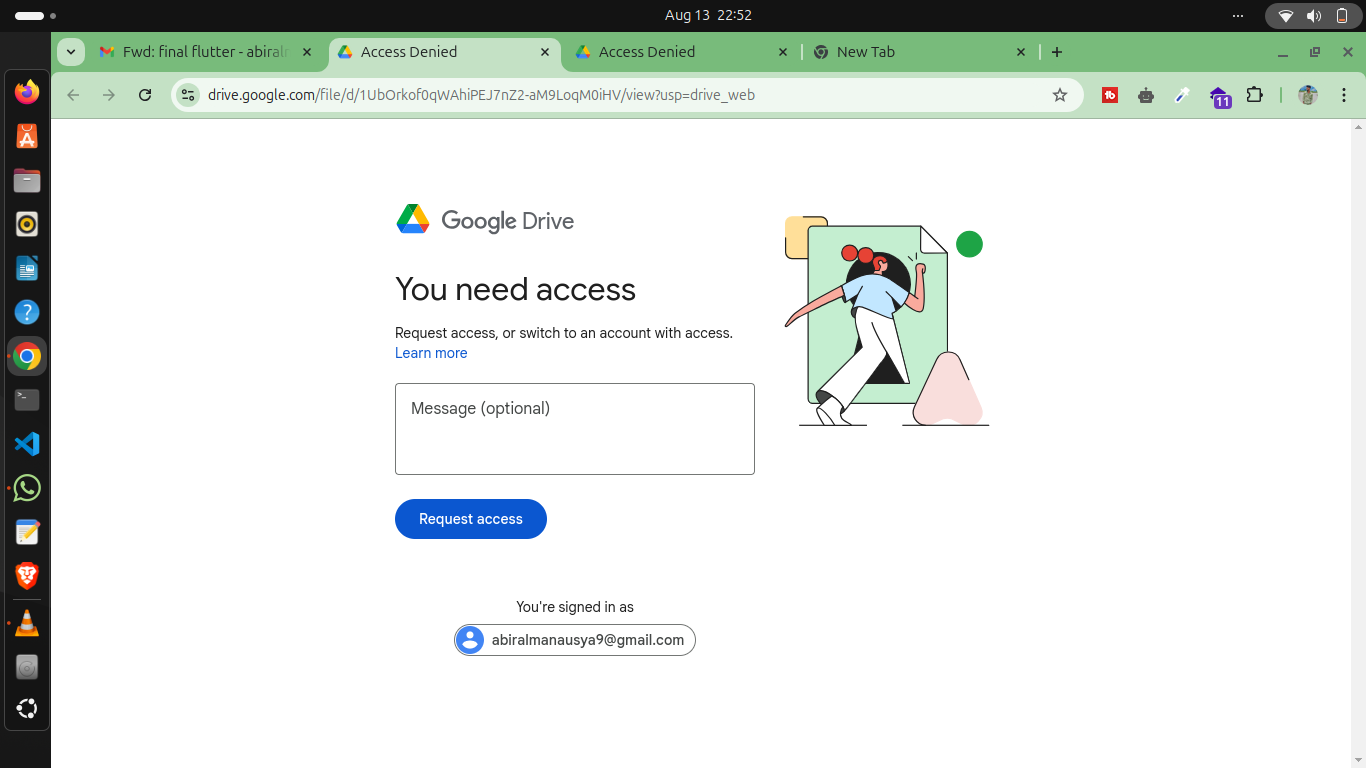 Aug 13 22:52
Fwd: final flutter - abiralm
Access Denied
Access Denied
New Tab
drive.google.com/file/d/1UbOrkof0qWAhiPEJ7nZ2-aM9LoqM0iHV/view?usp=drive_web
11
Google Drive
You need access
Request access, or switch to an account with access.
Learn more
Message (optional)
Request access
You're signed in as
abiralmanausya9@gmail.com